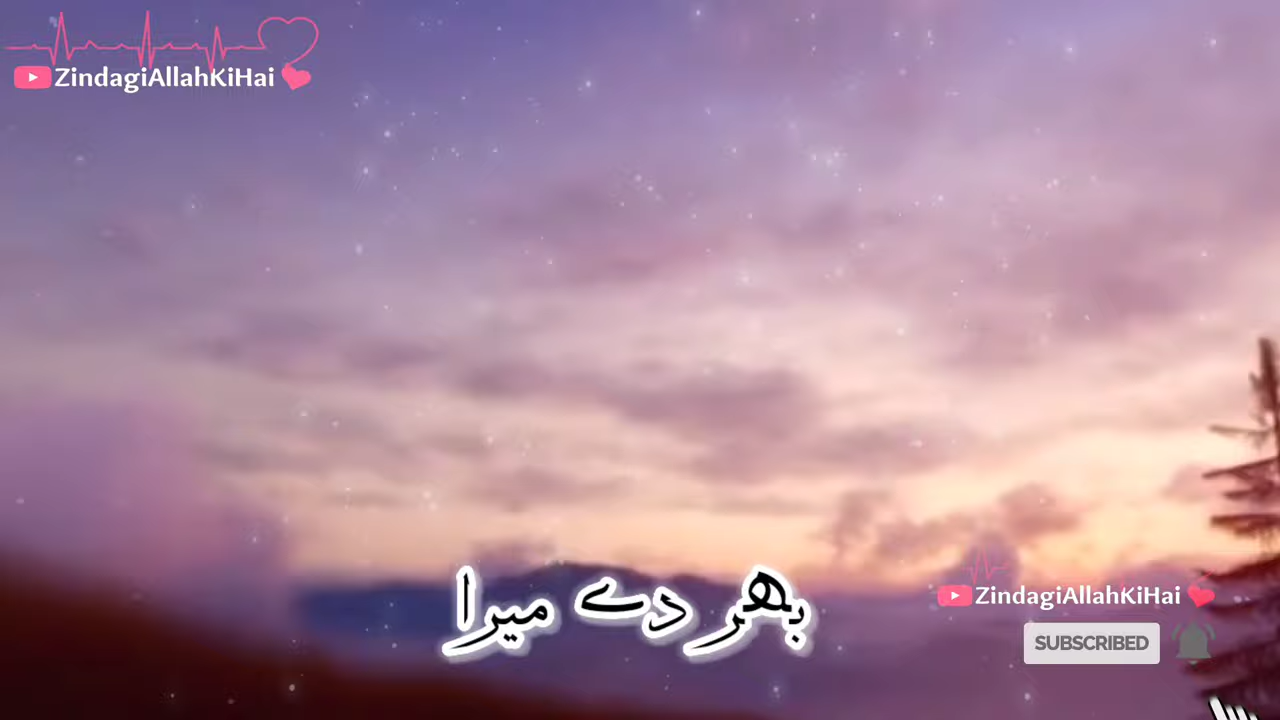 ZindagiAllahKiHai
بھر دے میرا
ZindagiAllahKiHai
SUBSCRIBED